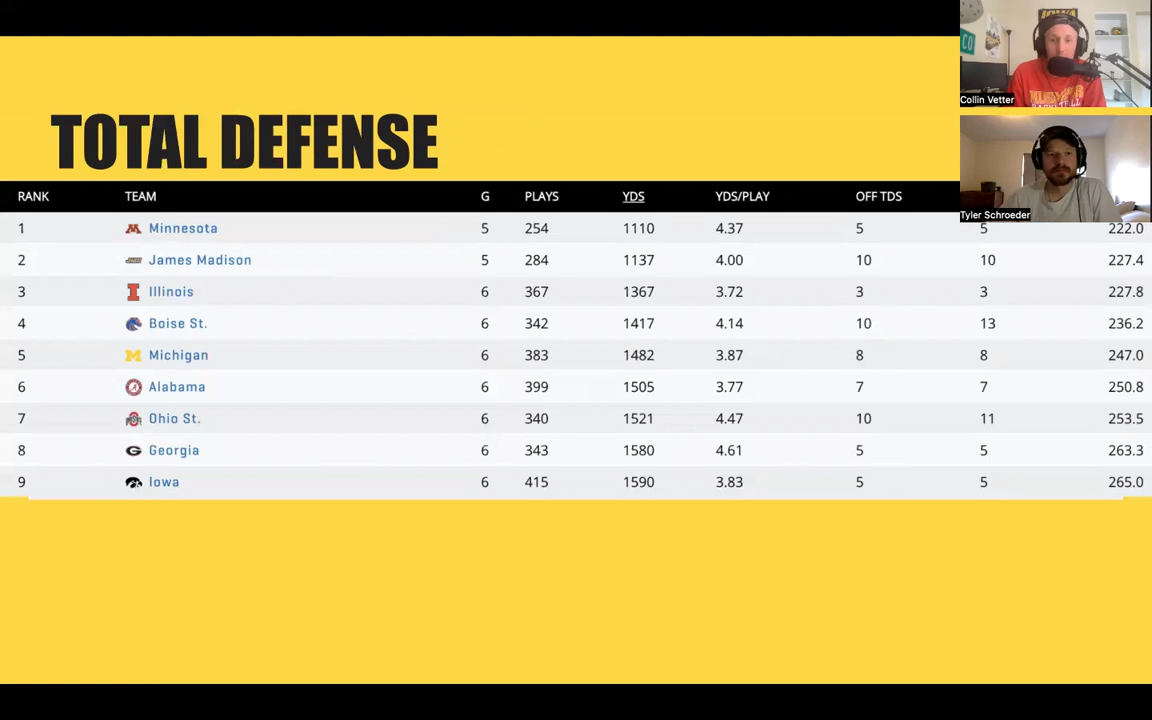 Collin Vetter
TOTAL DEFENSE
Tyler Schroeder
RANK TEAM G PLAYS YDS YDS/PLAY OFF TDS
1 Minnesota 5 254 1110 4.37 5 5 222.0
2 James Madison 5 284 1137 4.00 10 10 227.4
3 Illinois 6 367 1367 3.72 3 3 227.8
4 Boise St. 6 342 1417 4.14 10 13 236.2
5 Michigan 6 383 1482 3.87 8 8 247.0
6 Alabama 6 399 1505 3.77 7 7 250.8
7 Ohio St. 6 340 1521 4.47 10 11 253.5
8 Georgia 6 343 1580 4.61 5 5 263.3
9 Iowa 6 415 1590 3.83 5 5 265.0